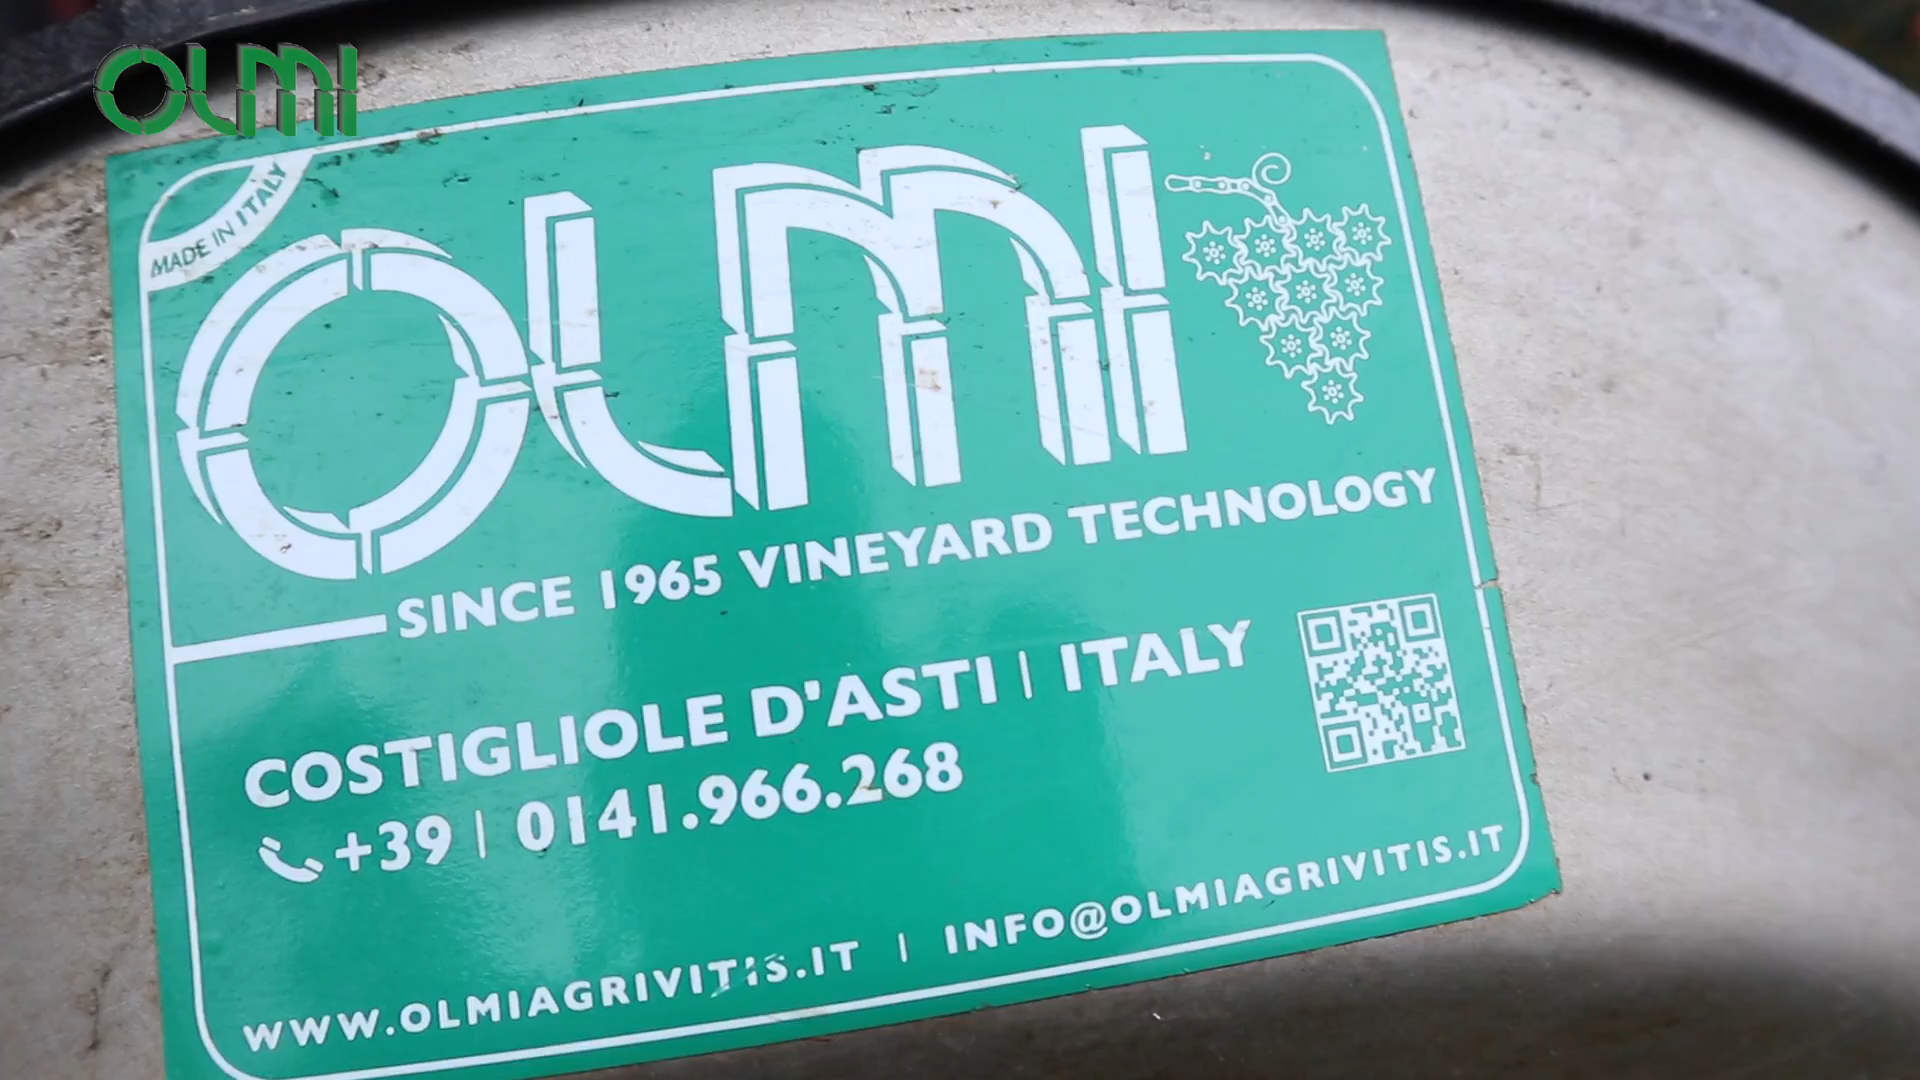 OLMI
MADE IN ITALY
OLMI
SINCE 1965 VINEYARD TECHNOLOGY
COSTIGLIOLE D'ASTI | ITALY
+39 | 0141.966.268
WWW.OLMIAGRIVITIS.IT | INFO@OLMIAGRIVITIS.IT